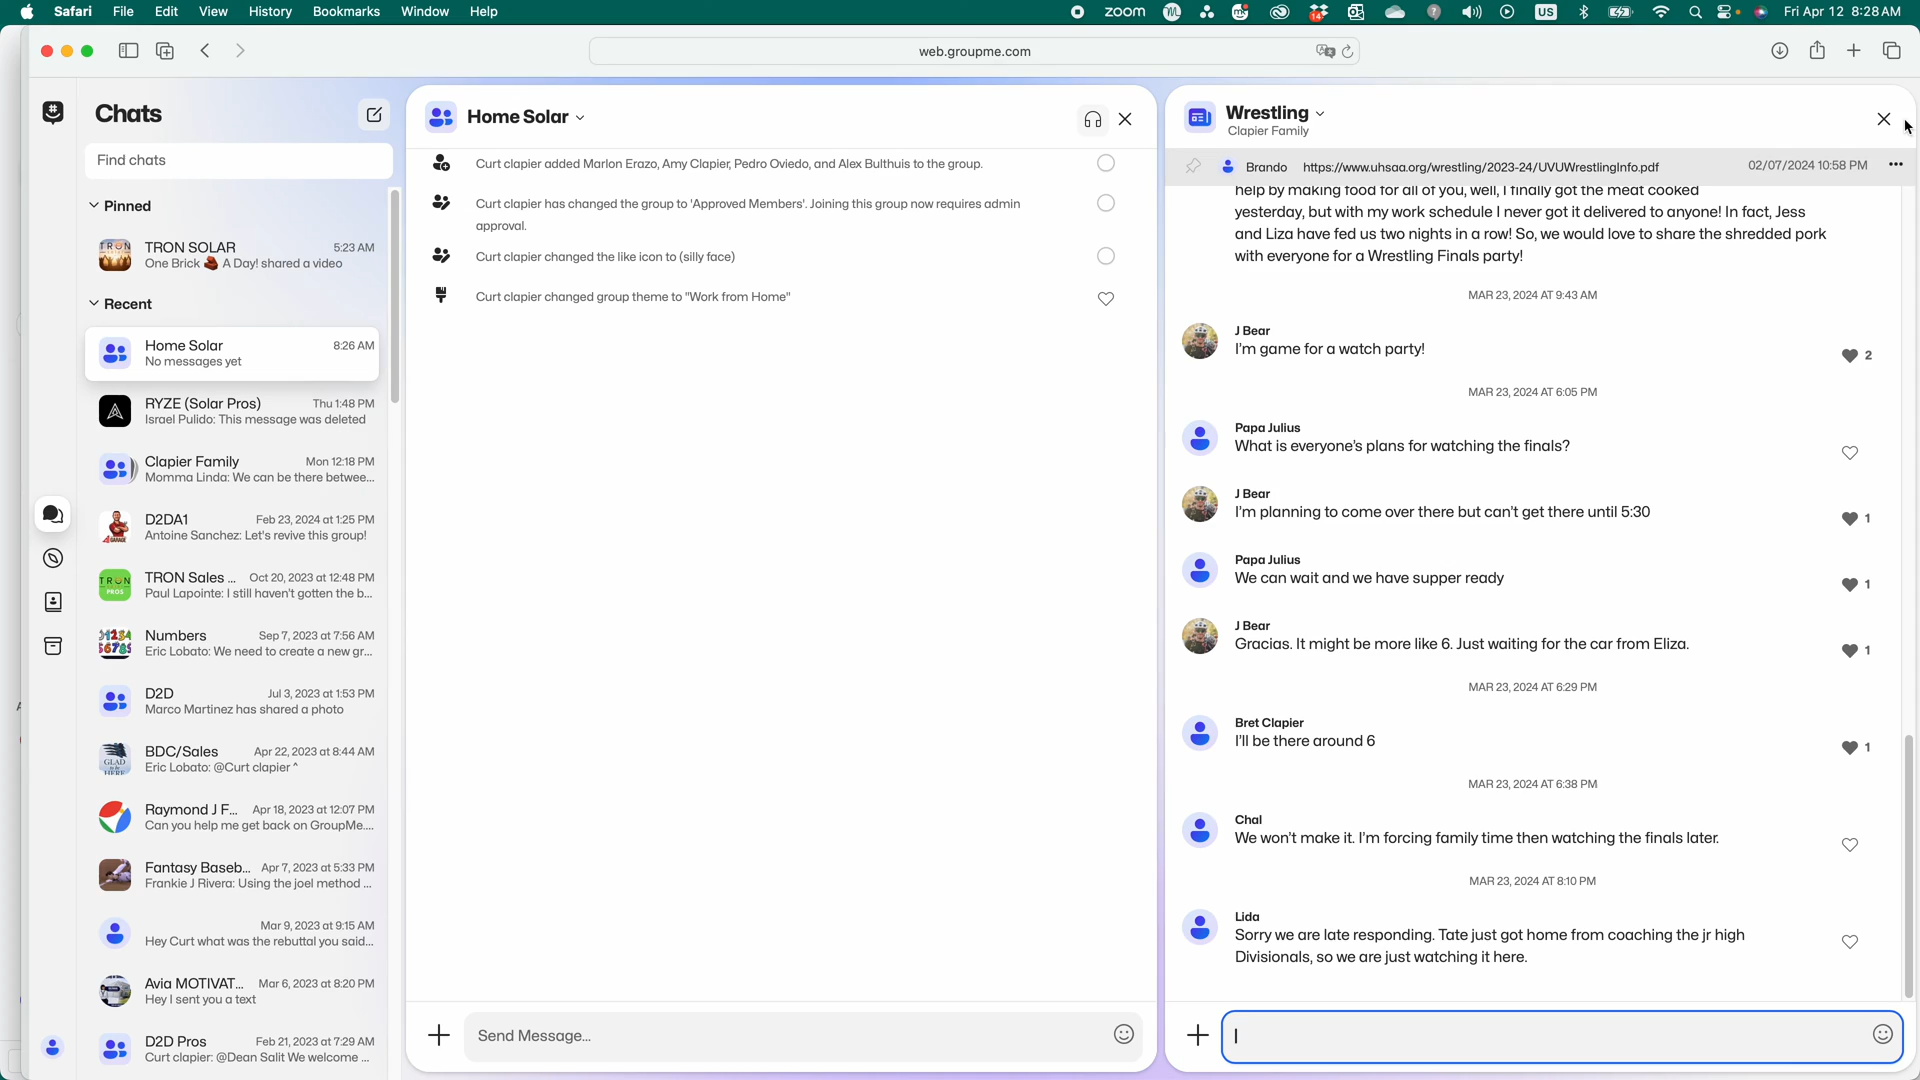 Safari File Edit View History Bookmarks Window Help zoom 14 US Fri Apr 12 8:28 AM
web.groupme.com
Chats
Find chats
Pinned
TRON SOLAR 5:23 AM
One Brick A Day! shared a video
Recent
Home Solar 8:26 AM
No messages yet
RYZE (Solar Pros) Thu 1:48 PM
Israel Pulido: This message was deleted
Clapier Family Mon 12:18 PM
Momma Linda: We can be there betwee...
D2DA1 Feb 23, 2024 at 1:25 PM
Antoine Sanchez: Let's revive this group!
TRON Sales ... Oct 20, 2023 at 12:48 PM
Paul Lapointe: I still haven't gotten the b...
Numbers Sep 7, 2023 at 7:56 AM
Eric Lobato: We need to create a new gr...
D2D Jul 3, 2023 at 1:53 PM
Marco Martinez has shared a photo
BDC/Sales Apr 22, 2023 at 8:44 AM
Eric Lobato: @Curt clapier ^
Raymond J F... Apr 18, 2023 at 12:07 PM
Can you help me get back on GroupMe....
Fantasy Baseb... Apr 7, 2023 at 5:33 PM
Frankie J Rivera: Using the joel method ...
Mar 9, 2023 at 9:15 AM
Hey Curt what was the rebuttal you said...
Avia MOTIVAT... Mar 6, 2023 at 8:20 PM
Hey I sent you a text
D2D Pros Feb 21, 2023 at 7:29 AM
Curt clapier: @Dean Salit We welcome ...
Home Solar
Curt clapier added Marlon Erazo, Amy Clapier, Pedro Oviedo, and Alex Bulthuis to the group.
Curt clapier has changed the group to 'Approved Members'. Joining this group now requires admin
approval.
Curt clapier changed the like icon to (silly face)
Curt clapier changed group theme to "Work from Home"
Send Message...
Wrestling
Clapier Family
Brando https://www.uhsaa.org/wrestling/2023-24/UVUWrestlingInfo.pdf 02/07/2024 10:58 PM
help by making food for all of you, well, I finally got the meat cooked
yesterday, but with my work schedule I never got it delivered to anyone! In fact, Jess
and Liza have fed us two nights in a row! So, we would love to share the shredded pork
with everyone for a Wrestling Finals party!
MAR 23, 2024 AT 9:43 AM
J Bear
I'm game for a watch party!
2
MAR 23, 2024 AT 6:05 PM
Papa Julius
What is everyone's plans for watching the finals?
J Bear
I'm planning to come over there but can't get there until 5:30
1
Papa Julius
We can wait and we have supper ready
1
J Bear
Gracias. It might be more like 6. Just waiting for the car from Eliza.
1
MAR 23, 2024 AT 6:29 PM
Bret Clapier
I'll be there around 6
1
MAR 23, 2024 AT 6:38 PM
Chal
We won't make it. I'm forcing family time then watching the finals later.
MAR 23, 2024 AT 8:10 PM
Lida
Sorry we are late responding. Tate just got home from coaching the jr high
Divisionals, so we are just watching it here.